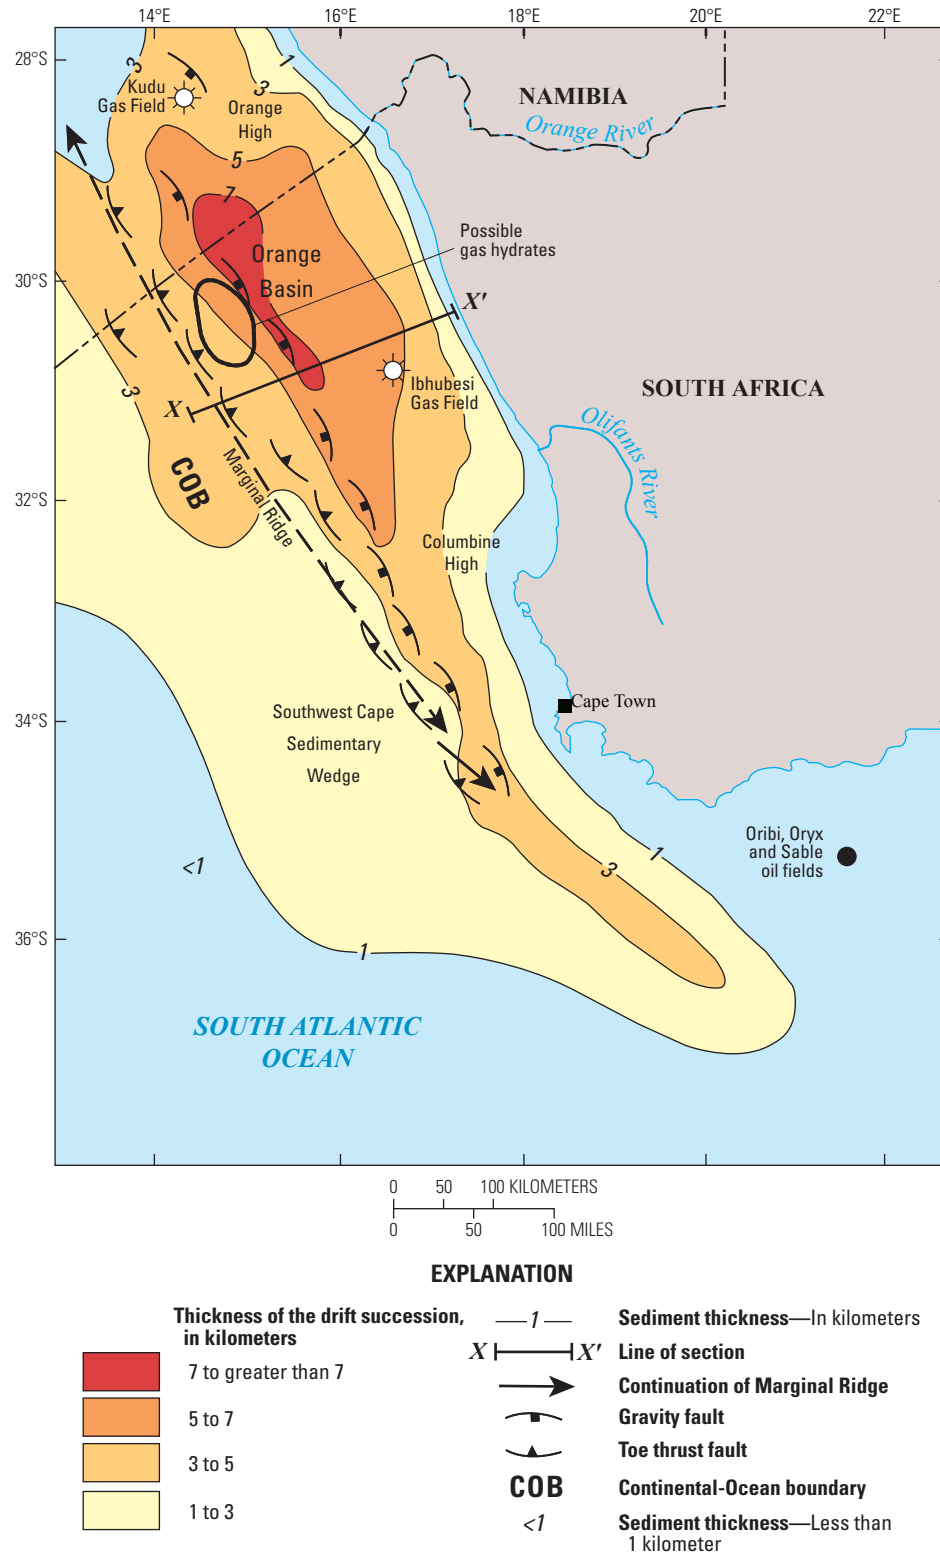 14°E
16°E
18°E
20°E
22°E
28°S
30°S
32°S
34°S
36°S
3
1
Kudu
Gas Field
3
Orange
High
NAMIBIA
Orange River
5
7
Possible
gas hydrates
Orange
Basin
X'
3
X
Ibhubesi
Gas Field
SOUTH AFRICA
Olifants
River
COB
Marginal Ridge
Columbine
High
Cape Town
Southwest Cape
Sedimentary
Wedge
<1
Oribi, Oryx
and Sable
oil fields
1
3
1
SOUTH ATLANTIC
OCEAN
0 50 100 KILOMETERS
0 50 100 MILES
EXPLANATION
Thickness of the drift succession,
in kilometers
7 to greater than 7
5 to 7
3 to 5
1 to 3
1 Sediment thickness—In kilometers
X X' Line of section
Continuation of Marginal Ridge
Gravity fault
Toe thrust fault
COB Continental-Ocean boundary
<1 Sediment thickness—Less than
1 kilometer